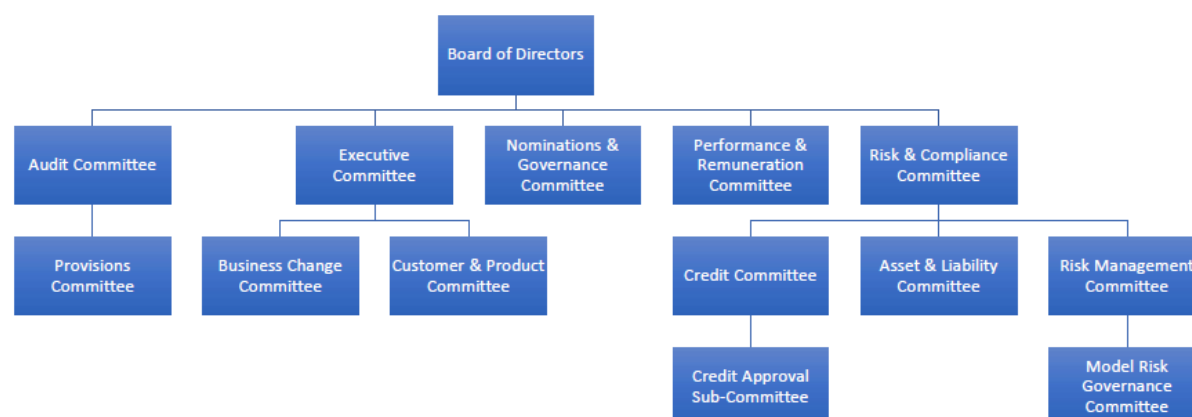 Board of Directors
Audit Committee
Executive
Committee
Nominations &
Governance
Committee
Performance &
Remuneration
Committee
Risk & Compliance
Committee
Provisions
Committee
Business Change
Committee
Customer & Product
Committee
Credit Committee
Asset & Liability
Committee
Risk Management
Committee
Credit Approval
Sub-Committee
Model Risk
Governance
Committee